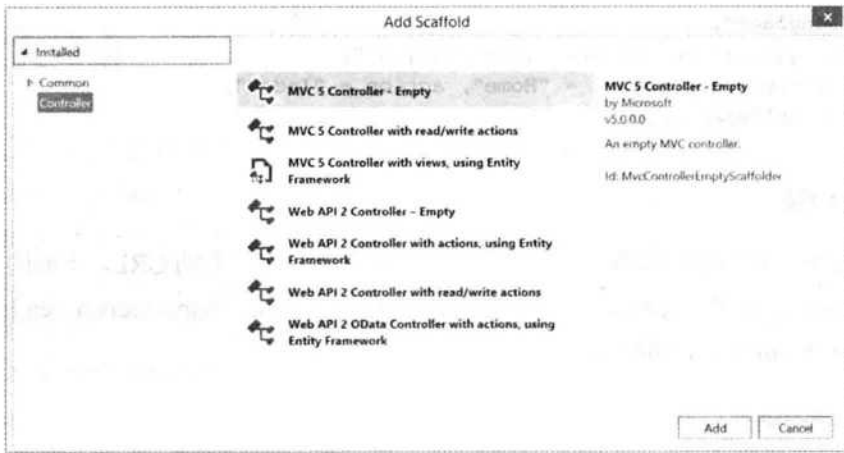 Add Scaffold
Installed
Common
Controller
MVC 5 Controller - Empty
MVC 5 Controller with read/write actions
MVC 5 Controller with views, using Entity
Framework
Web API 2 Controller – Empty
Web API 2 Controller with actions, using Entity
Framework
Web API 2 Controller with read/write actions
Web API 2 OData Controller with actions, using
Entity Framework
MVC 5 Controller - Empty
by Microsoft
v5.0.0.0
An empty MVC controller.
Id: MvcControllerEmptyScaffolder
Add
Cancel